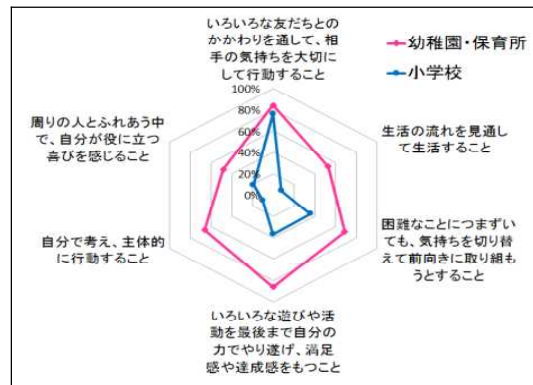 いろいろな友だちとの
かかわりを通して、相
手の気持ちを大切に
して行動すること
幼稚園・保育所
小学校
100%
80%
60%
40%
20%
0%
周りの人とふれあう中
で、自分が役に立つ
喜びを感じること
生活の流れを見通し
て生活すること
自分で考え、主体的
に行動すること
困難なことにつまずい
ても、気持ちを切り替
えて前向きに取り組もう
とすること
いろいろな遊びや活
動を最後まで自分の
力でやり遂げ、満足
感や達成感をもつこと